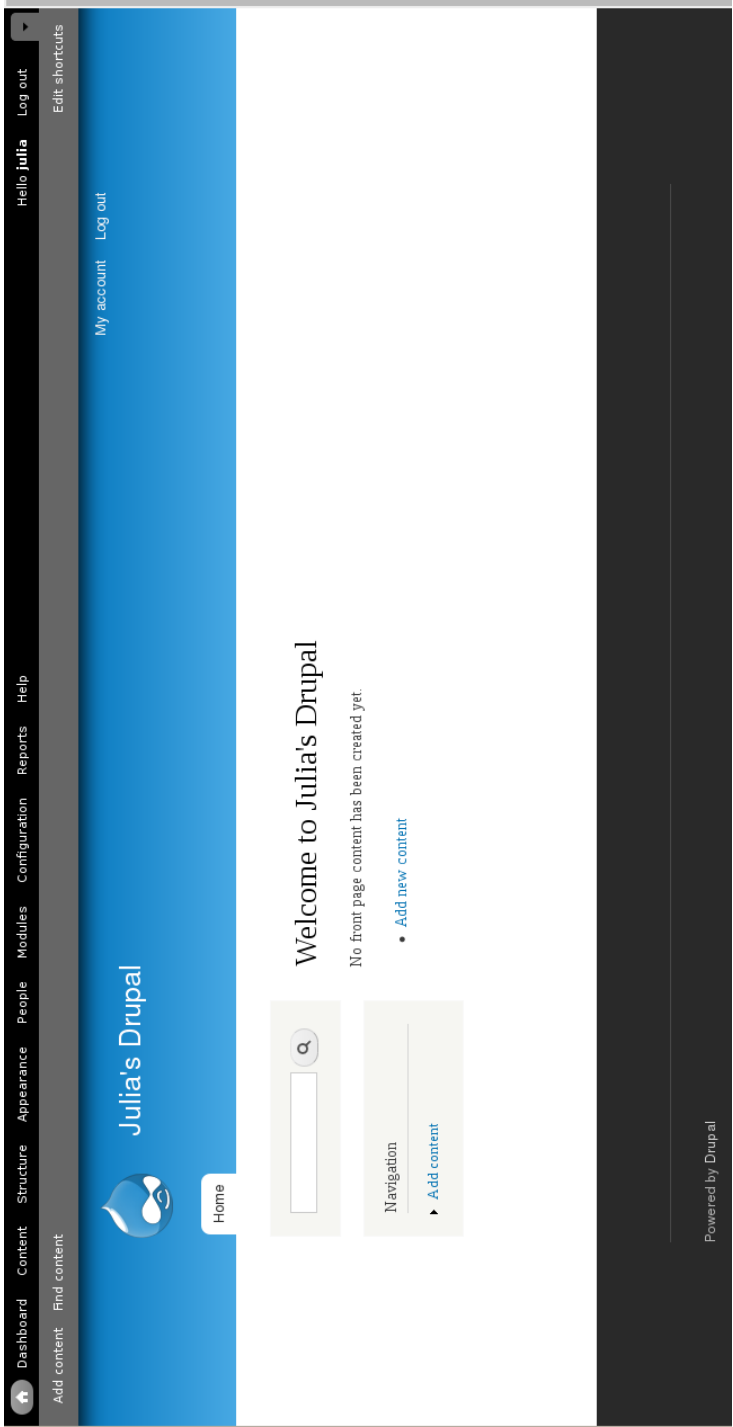 Dashboard Content Structure Appearance People Modules Configuration Reports Help Hello julia Log out
Add content Find content Edit shortcuts
My account Log out
Julia's Drupal
Home
Welcome to Julia's Drupal
No front page content has been created yet.
Add new content
Navigation
Add content
Powered by Drupal